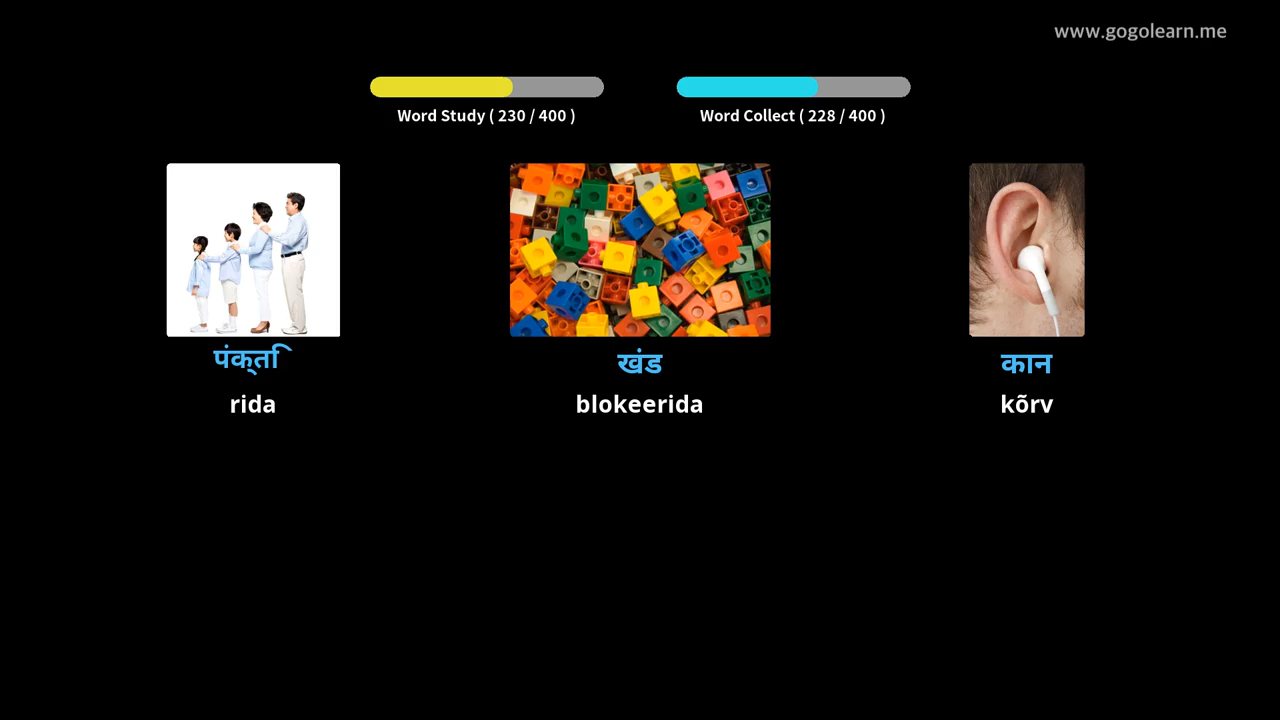 www.gogolearn.me
Word Study ( 230 / 400 )
Word Collect ( 228 / 400 )
पंक्ति
खंड
कान
rida
blokeerida
kõrv